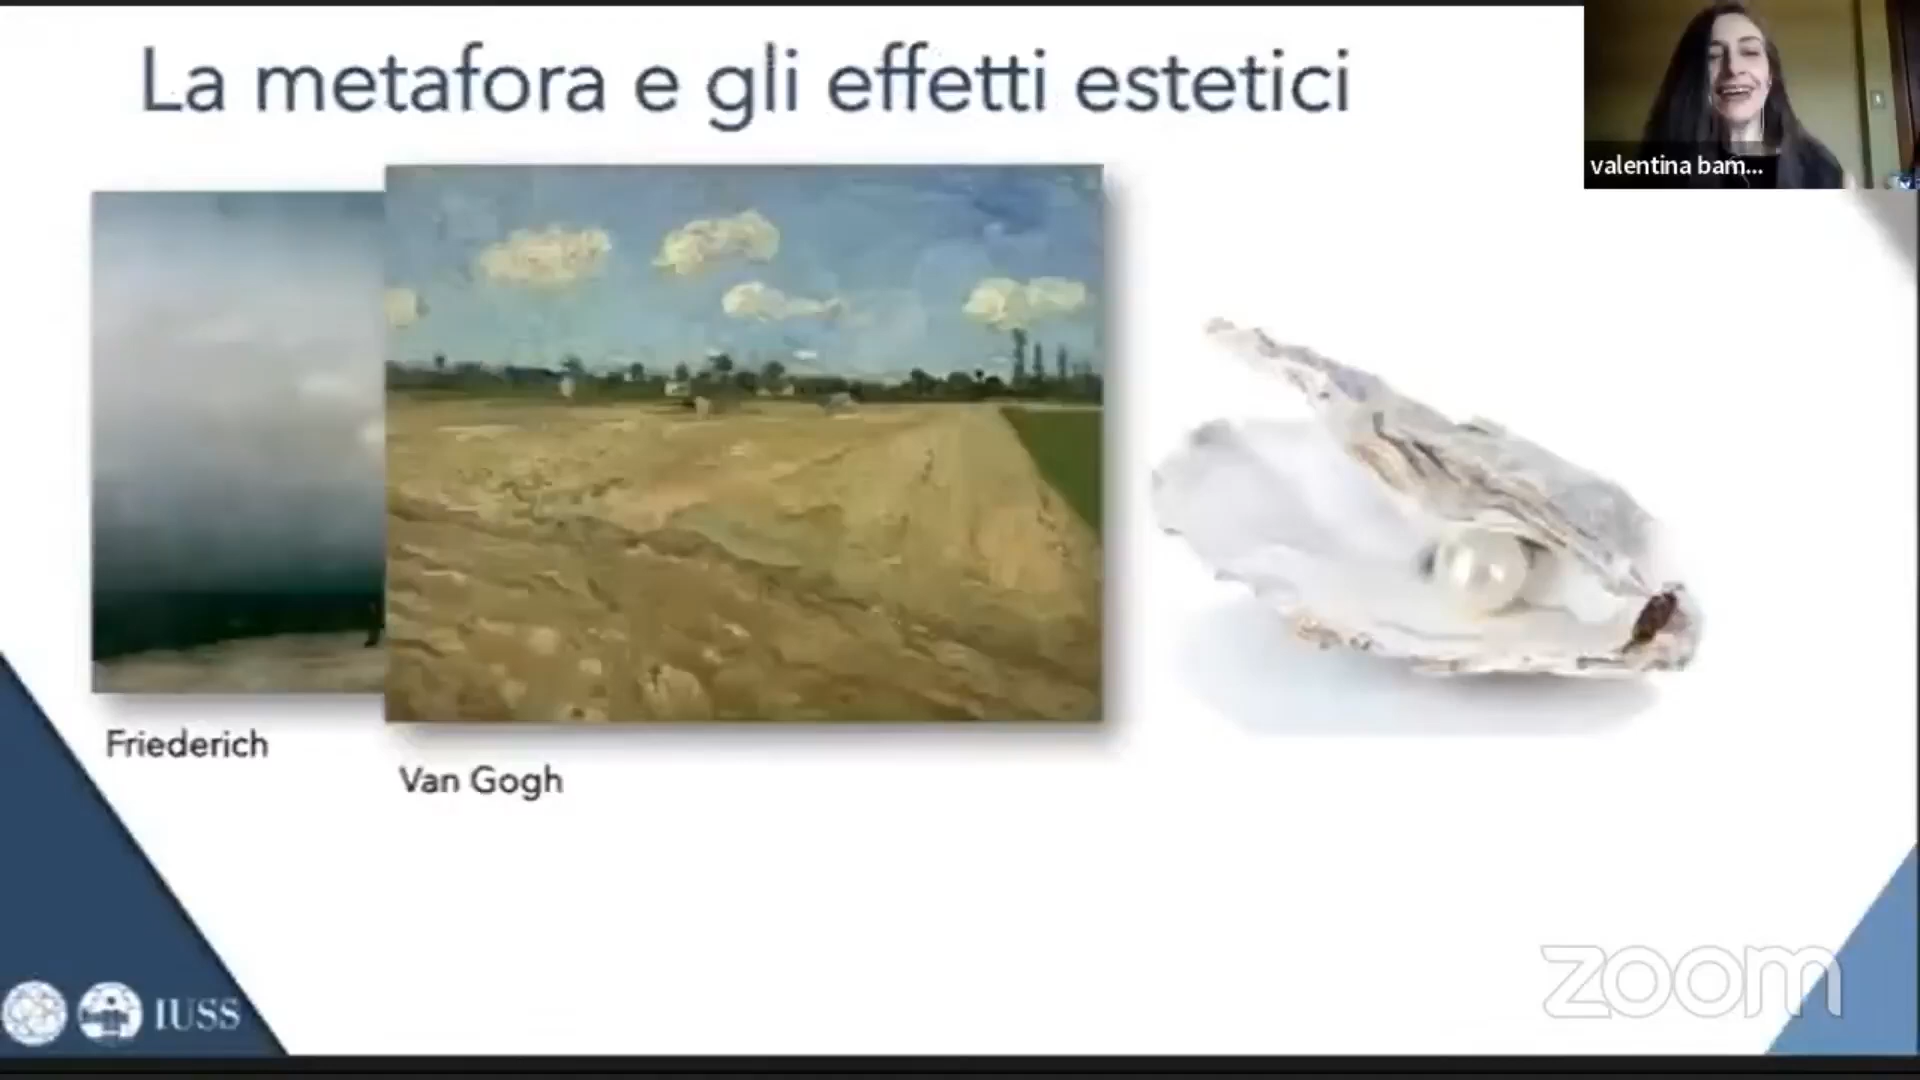 La metafora e gli effetti estetici
valentina bam...
Friederich
Van Gogh
IUSS
zoom